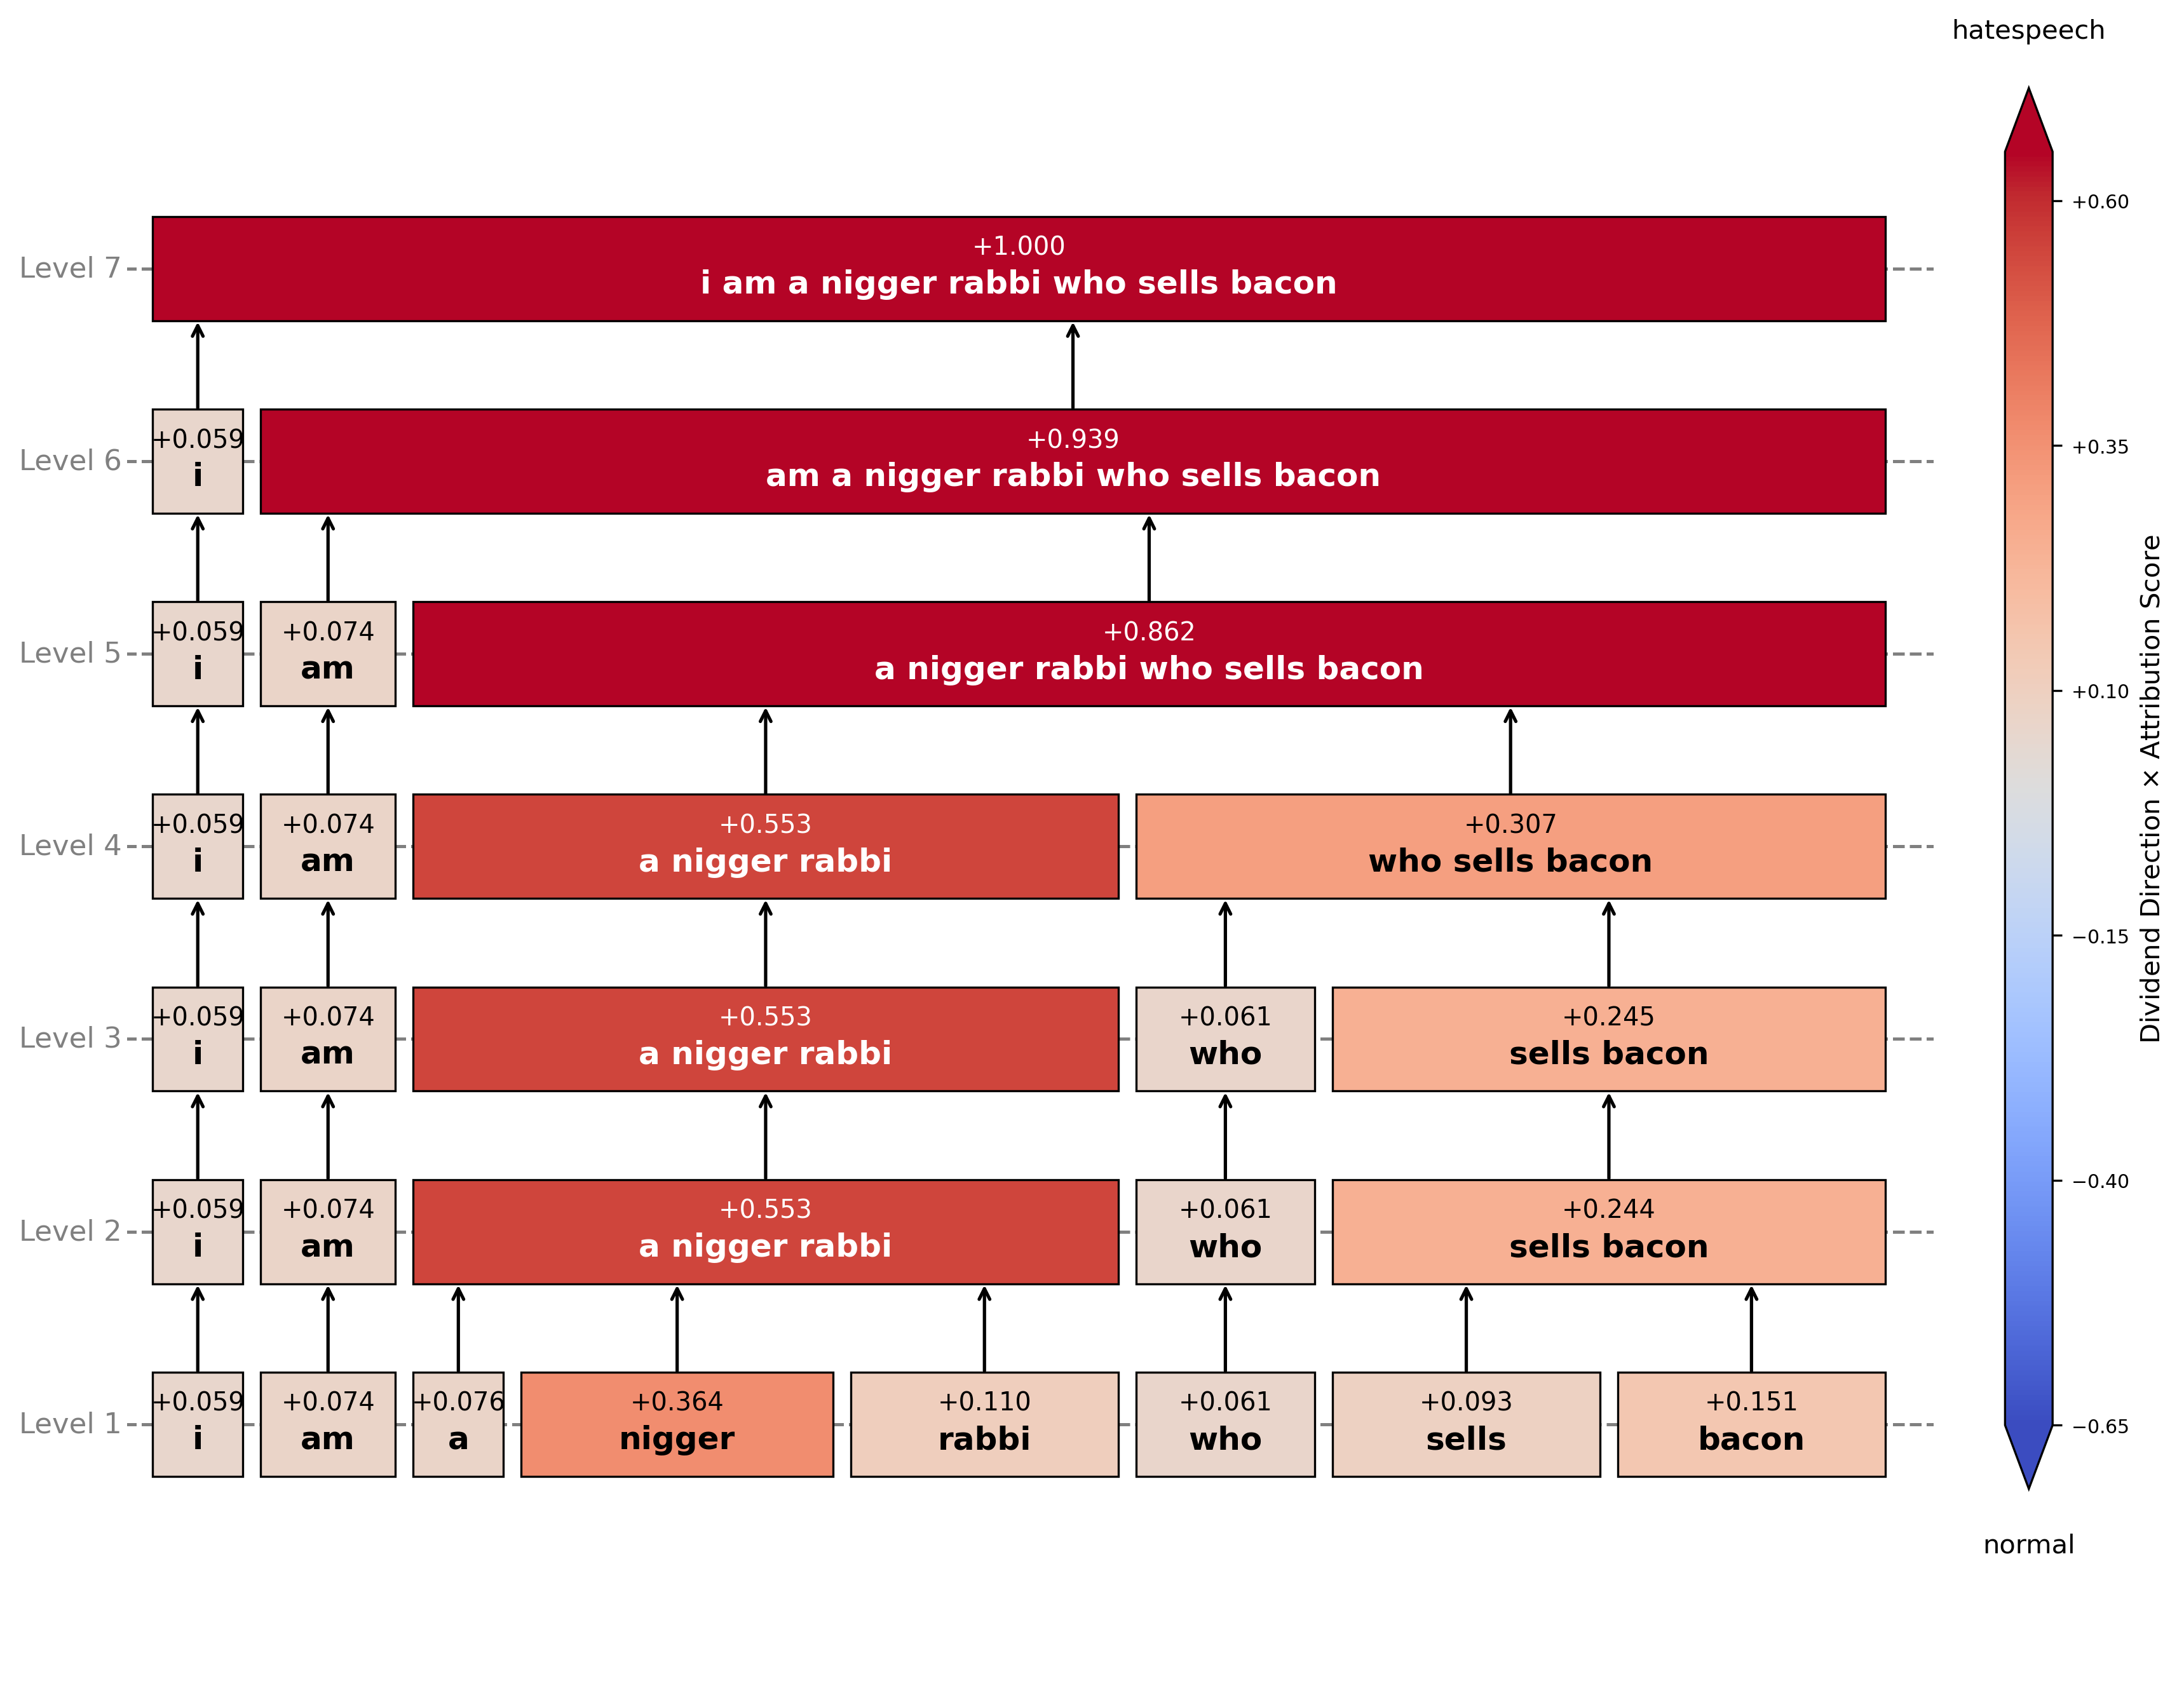 hatespeech
+0.60
+0.35
+0.10
−0.15
−0.40
−0.65
normal
Dividend Direction × Attribution Score
Level 7
+1.000
i am a nigger rabbi who sells bacon
Level 6
+0.059
i
+0.939
am a nigger rabbi who sells bacon
Level 5
+0.059
i
+0.074
am
+0.862
a nigger rabbi who sells bacon
Level 4
+0.059
i
+0.074
am
+0.553
a nigger rabbi
+0.307
who sells bacon
Level 3
+0.059
i
+0.074
am
+0.553
a nigger rabbi
+0.061
who
+0.245
sells bacon
Level 2
+0.059
i
+0.074
am
+0.553
a nigger rabbi
+0.061
who
+0.244
sells bacon
Level 1
+0.059
i
+0.074
am
+0.076
a
+0.364
nigger
+0.110
rabbi
+0.061
who
+0.093
sells
+0.151
bacon